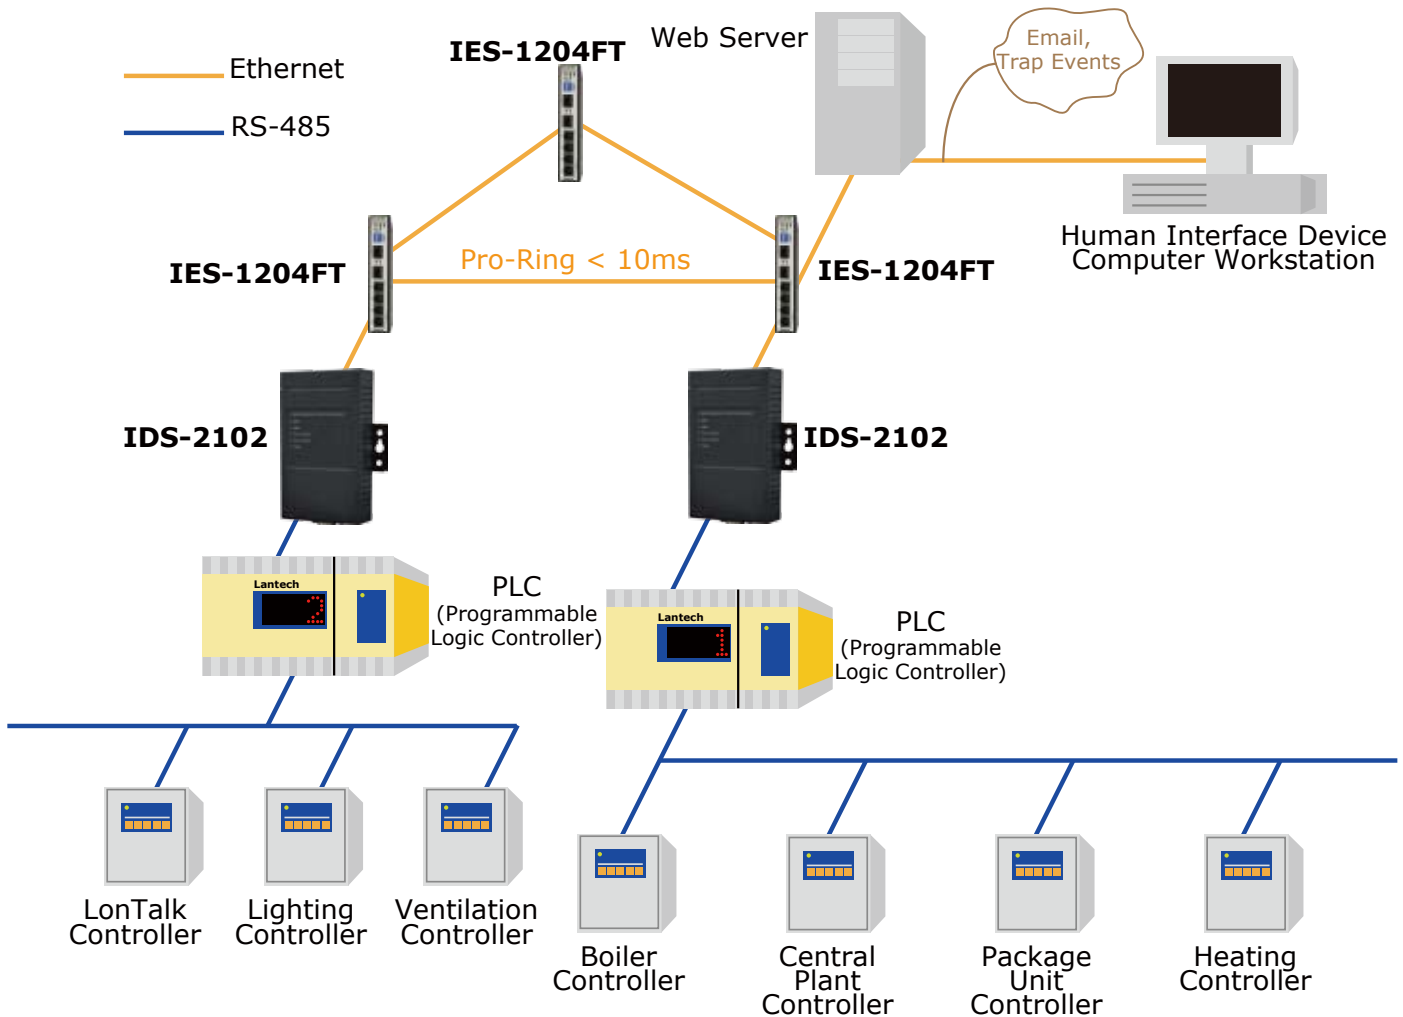 IES-1204FT
Web Server
Email,
Trap Events
Ethernet
RS-485
Human Interface Device
Computer Workstation
IES-1204FT
Pro-Ring < 10ms
IES-1204FT
IDS-2102
IDS-2102
Lantech
2
PLC
(Programmable
Logic Controller)
Lantech
1
PLC
(Programmable
Logic Controller)
LonTalk
Controller
Lighting
Controller
Ventilation
Controller
Boiler
Controller
Central
Plant
Controller
Package
Unit
Controller
Heating
Controller